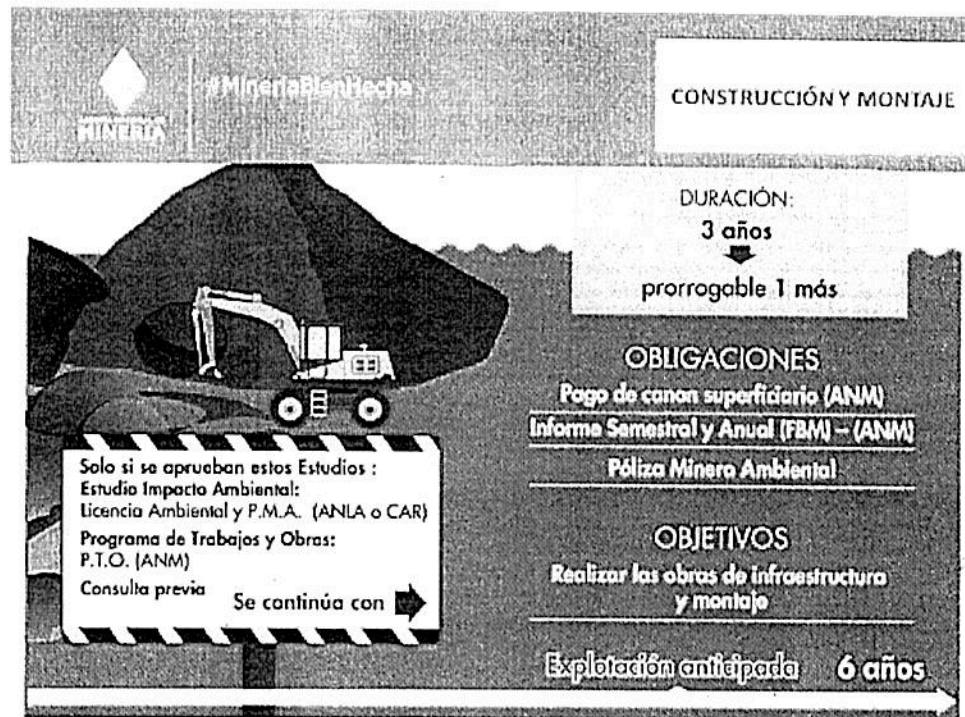 #MineríaBienHecha
MINERÍA
CONSTRUCCIÓN Y MONTAJE
DURACIÓN:
3 años
prorrogable 1 más
OBLIGACIONES
Pago de canon superficiario (ANM)
Informe Semestral y Anual (FBM) – (ANM)
Póliza Minero Ambiental
Solo si se aprueban estos Estudios :
Estudio Impacto Ambiental:
Licencia Ambiental y P.M.A. (ANLA o CAR)
Programa de Trabajos y Obras:
P.T.O. (ANM)
Consulta previa
Se continúa con
OBJETIVOS
Realizar las obras de infraestructura
y montaje
Explotación anticipada 6 años